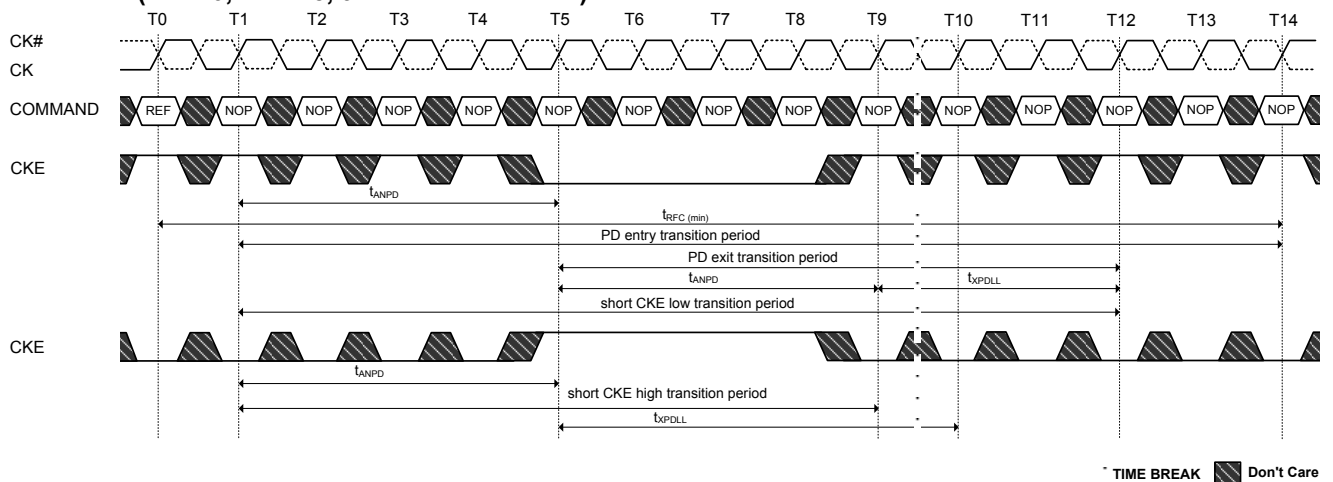 T0 T1 T2 T3 T4 T5 T6 T7 T8 T9 T10 T11 T12 T13 T14
CK#
CK
COMMAND REF NOP NOP NOP NOP NOP NOP NOP NOP NOP NOP NOP NOP NOP NOP
CKE
tANPD
tRFC (min)
PD entry transition period
PD exit transition period
tANPD tXPDLL
short CKE low transition period
CKE
tANPD
short CKE high transition period
tXPDLL
TIME BREAK Don't Care